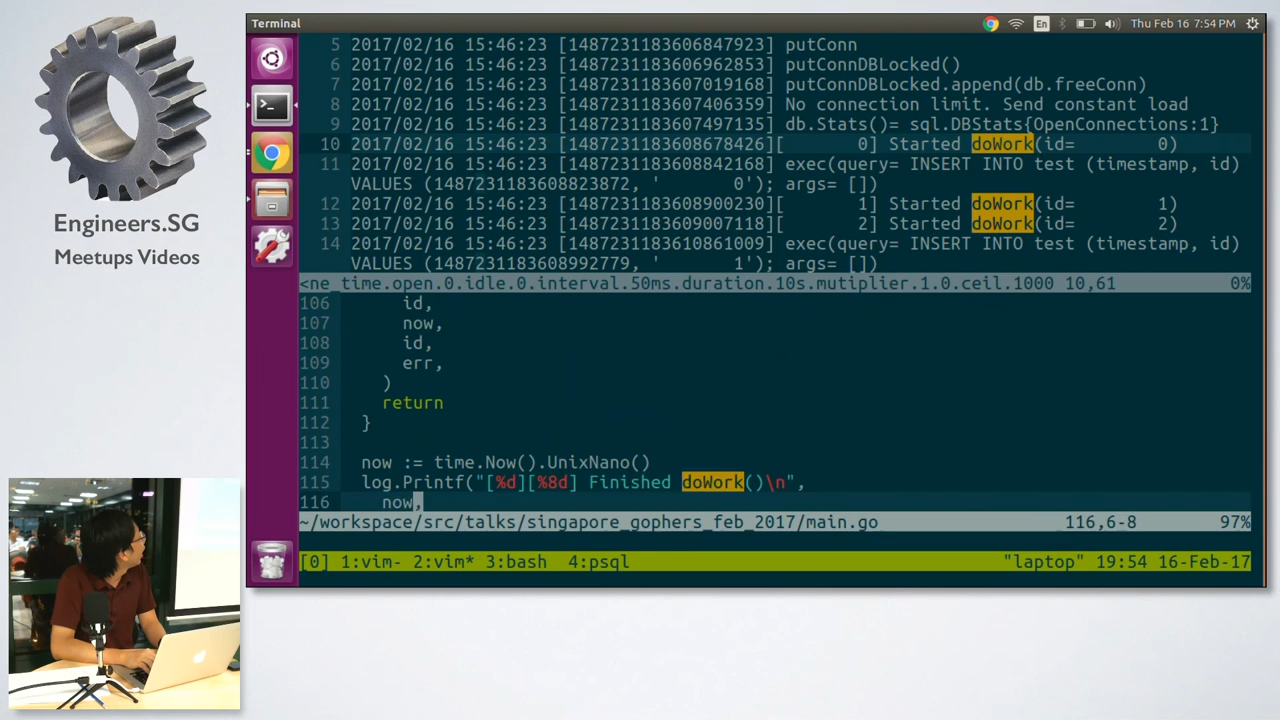 Engineers.SG
Meetups Videos
Terminal
En
Thu Feb 16 7:54 PM
5 2017/02/16 15:46:23 [1487231183606847923] putConn
6 2017/02/16 15:46:23 [1487231183606962853] putConnDBLocked()
7 2017/02/16 15:46:23 [1487231183607019168] putConnDBLocked.append(db.freeConn)
8 2017/02/16 15:46:23 [1487231183607406359] No connection limit. Send constant load
9 2017/02/16 15:46:23 [1487231183607497135] db.Stats()= sql.DBStats{OpenConnections:1}
10 2017/02/16 15:46:23 [1487231183608678426][       0] Started doWork(id=       0)
11 2017/02/16 15:46:23 [1487231183608842168] exec(query= INSERT INTO test (timestamp, id)
VALUES (1487231183608823872, '       0'); args= [])
12 2017/02/16 15:46:23 [1487231183608900230][       1] Started doWork(id=       1)
13 2017/02/16 15:46:23 [1487231183609007118][       2] Started doWork(id=       2)
14 2017/02/16 15:46:23 [1487231183610631009] exec(query= INSERT INTO test (timestamp, id)
VALUES (1487231183608992779, '       1'); args= [])
<ne_time.open.0.idle.0.interval.50ms.duration.10s.mutiplier.1.0.ceil.1000 10,61 0%
106 id,
107 now,
108 id,
109 err,
110 )
111 return
112 }
113
114 now := time.Now().UnixNano()
115 log.Printf("[%d][%8d] Finished doWork()\n",
116 now,
~/workspace/src/talks/singapore_gophers_feb_2017/main.go 116,6-8 97%
[0] 1:vim- 2:vim* 3:bash 4:psql "laptop" 19:54 16-Feb-17